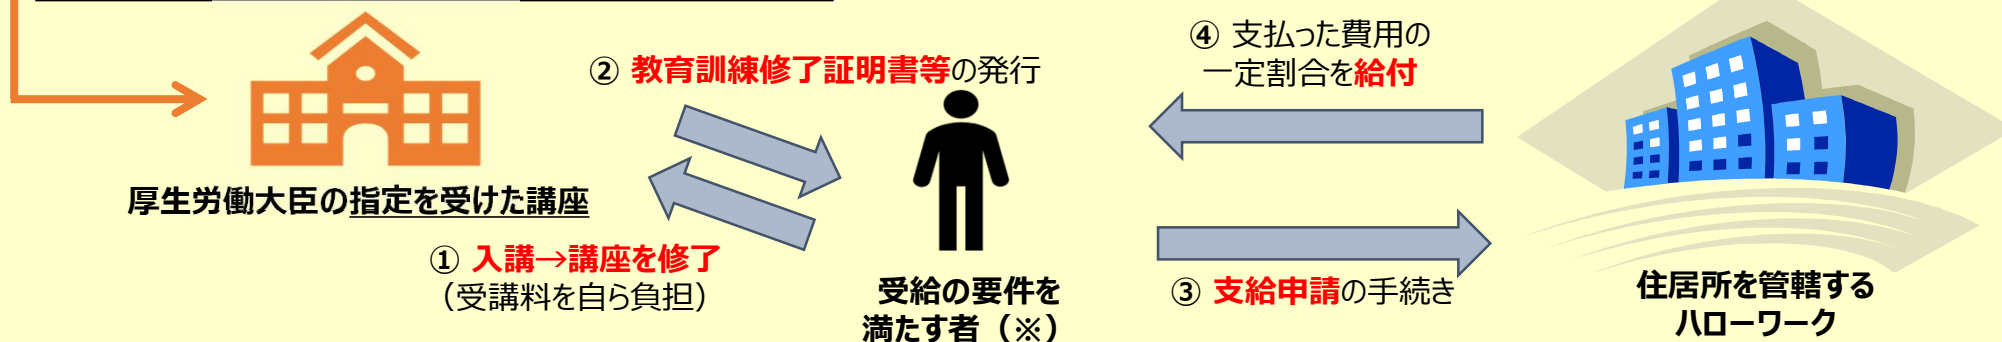 ② 教育訓練修了証明書等の発行
④ 支払った費用の
一定割合を給付
厚生労働大臣の指定を受けた講座
① 入講→講座を修了
（受講料を自ら負担）
受給の要件を
満たす者（※）
③ 支給申請の手続き
住居所を管轄する
ハローワーク